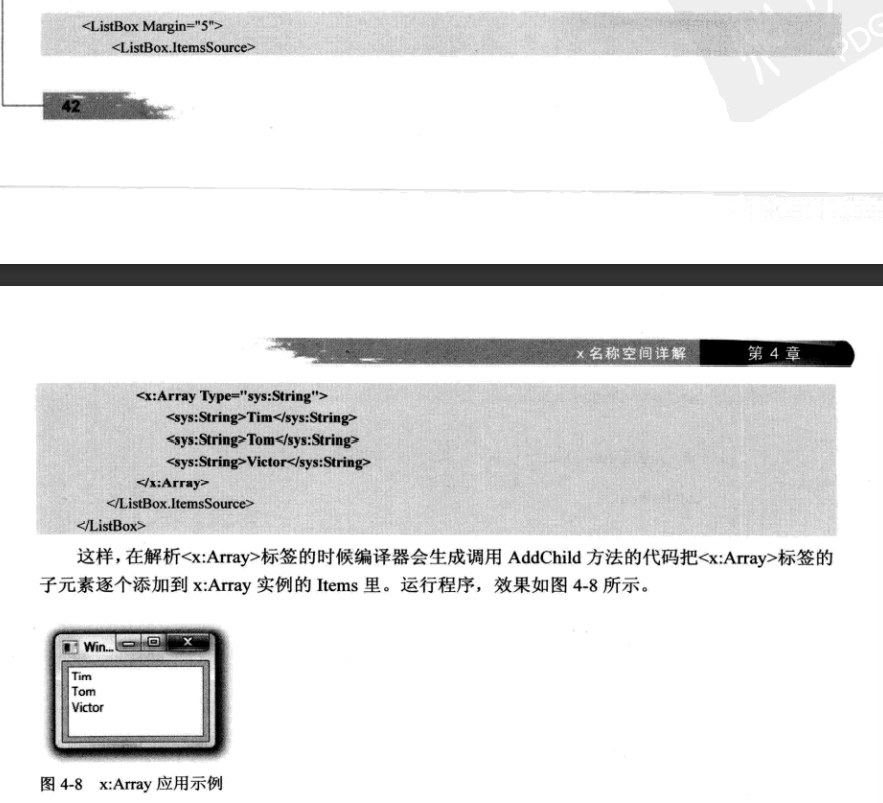 <ListBox Margin="5">
<ListBox.ItemsSource>
PDG
42
x 名称空间详解 第 4 章
<x:Array Type="sys:String">
<sys:String>Tim</sys:String>
<sys:String>Tom</sys:String>
<sys:String>Victor</sys:String>
</x:Array>
</ListBox.ItemsSource>
</ListBox>
这样，在解析<x:Array>标签的时候编译器会生成调用 AddChild 方法的代码把<x:Array>标签的
子元素逐个添加到 x:Array 实例的 Items 里。运行程序，效果如图 4-8 所示。
Win...
Tim
Tom
Victor
图 4-8 x:Array 应用示例